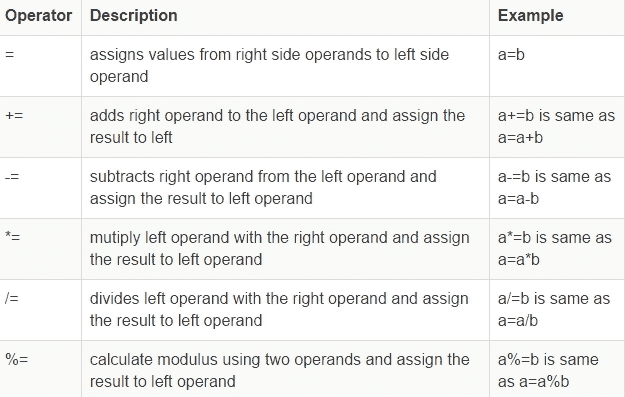 Operator Description Example
= assigns values from right side operands to left side a=b
operand
+= adds right operand to the left operand and assign the a+=b is same as
result to left a=a+b
-= subtracts right operand from the left operand and a-=b is same as
assign the result to left operand a=a-b
*= mutiply left operand with the right operand and assign a*=b is same as
the result to left operand a=a*b
/= divides left operand with the right operand and assign a/=b is same as
the result to left operand a=a/b
%= calculate modulus using two operands and assign the a%=b is same
result to left operand as a=a%b